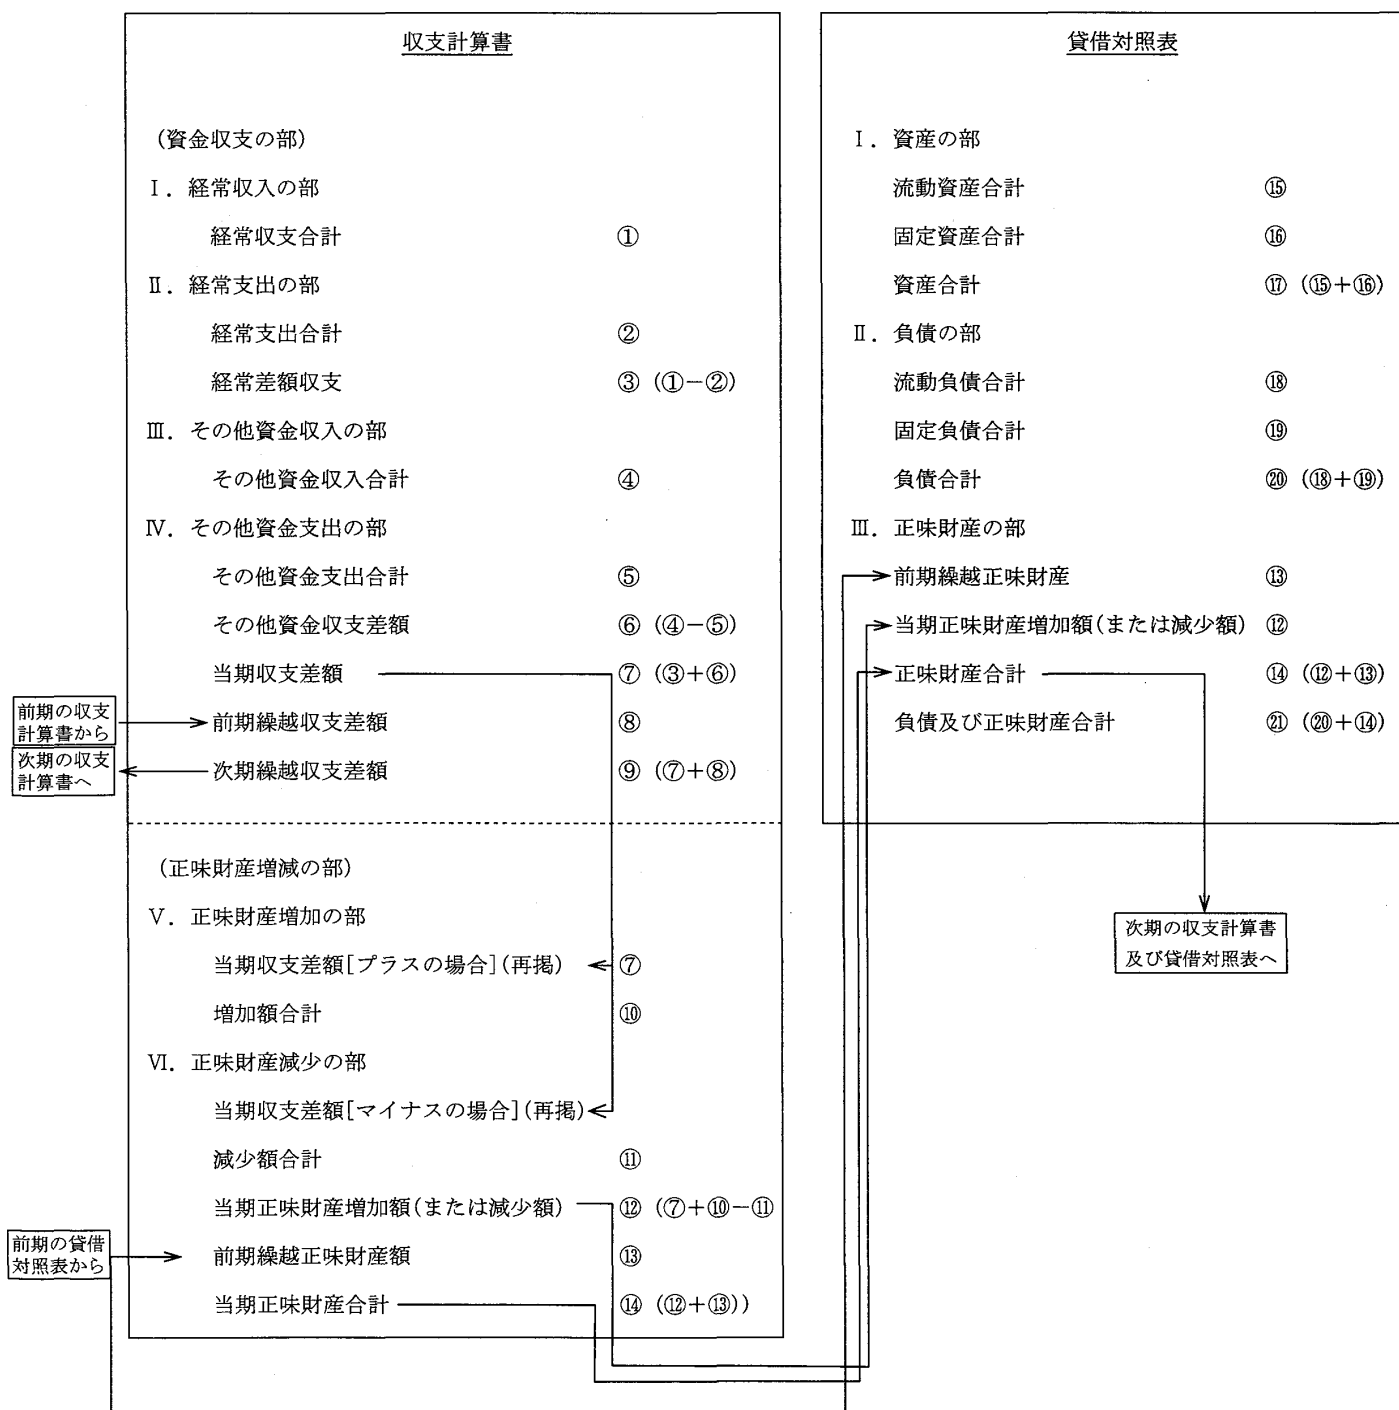 収支計算書
(資金収支の部)
Ⅰ. 経常収入の部
経常収支合計 ①
Ⅱ. 経常支出の部
経常支出合計 ②
経常差額収支 ③ (①−②)
Ⅲ. その他資金収入の部
その他資金収入合計 ④
Ⅳ. その他資金支出の部
その他資金支出合計 ⑤
その他資金収支差額 ⑥ (④−⑤)
当期収支差額 ⑦ (③+⑥)
前期の収支
計算書から
前期繰越収支差額 ⑧
次期の収支
計算書へ
次期繰越収支差額 ⑨ (⑦+⑧)
(正味財産増減の部)
Ⅴ. 正味財産増加の部
当期収支差額[プラスの場合](再掲) ⑦
増加額合計 ⑩
Ⅵ. 正味財産減少の部
当期収支差額[マイナスの場合](再掲)
減少額合計 ⑪
当期正味財産増加額(または減少額) ⑫ (⑦+⑩−⑪
前期の貸借
対照表から
前期繰越正味財産額 ⑬
当期正味財産合計 ⑭ (⑫+⑬))
貸借対照表
Ⅰ. 資産の部
流動資産合計 ⑮
固定資産合計 ⑯
資産合計 ⑰ (⑮+⑯)
Ⅱ. 負債の部
流動負債合計 ⑱
固定負債合計 ⑲
負債合計 ⑳ (⑱+⑲)
Ⅲ. 正味財産の部
前期繰越正味財産 ⑬
当期正味財産増加額(または減少額) ⑫
正味財産合計 ⑭ (⑫+⑬)
負債及び正味財産合計 ㉑ (⑳+⑭)
次期の収支計算書
及び貸借対照表へ